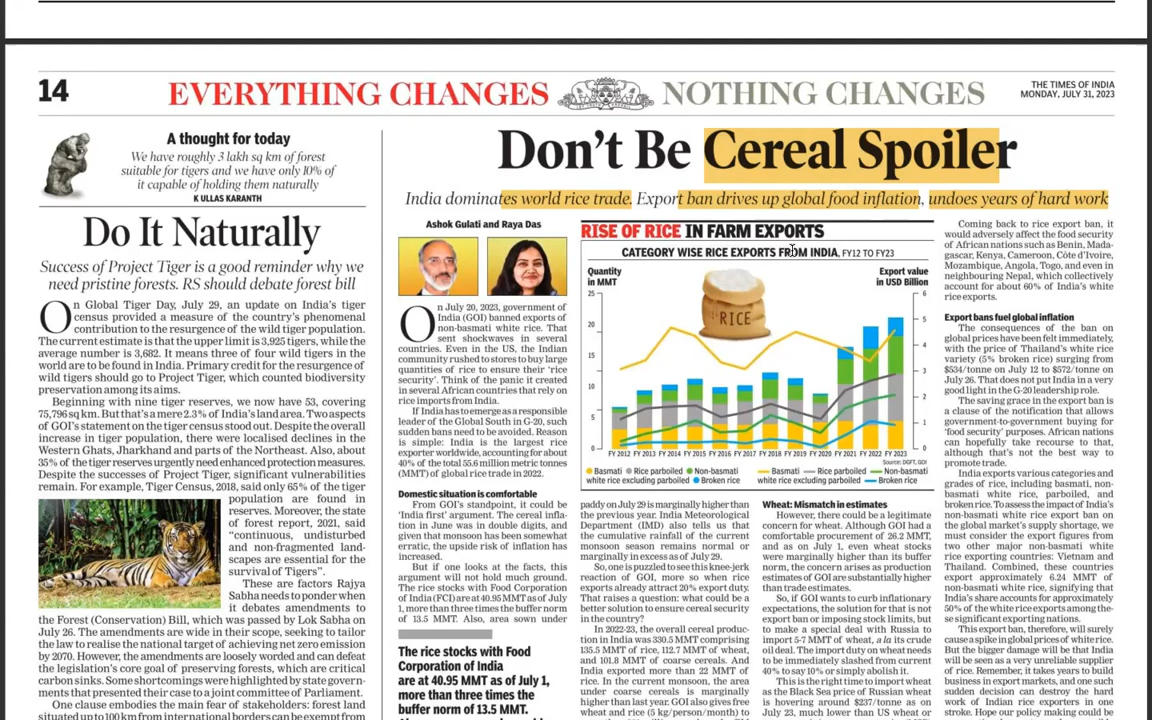 14
EVERYTHING CHANGES
NOTHING CHANGES
THE TIMES OF INDIA
MONDAY, JULY 31, 2023
A thought for today
We have roughly 3 lakh sq km of forest
suitable for tigers and we have only 10% of
it capable of holding them naturally
K ULLAS KARANTH
Do It Naturally
Success of Project Tiger is a good reminder why we
need pristine forests. RS should debate forest bill
On Global Tiger Day, July 29, an update on India's tiger
census provided a measure of the country's phenomenal
contribution to the resurgence of the wild tiger population.
The current estimate is that the upper limit is 3,925 tigers, while the
average number is 3,682. It means three of four wild tigers in the
world are to be found in India. Primary credit for the resurgence of
wild tigers should go to Project Tiger, which counted biodiversity
preservation among its aims.
Beginning with nine tiger reserves, we now have 53, covering
75,796 sq km. But that's a mere 2.3% of India's land area. Two aspects
of GOI's statement on the tiger census stood out. Despite the overall
increase in tiger population, there were localised declines in the
Western Ghats, Jharkhand and parts of the Northeast. Also, about
35% of the tiger reserves urgently need enhanced protection measures.
Despite the successes of Project Tiger, significant vulnerabilities
remain. For example, Tiger Census, 2018, said only 65% of the tiger
population are found in
reserves. Moreover, the state
of forest report, 2021, said
"continuous, undisturbed
and non-fragmented land-
scapes are essential for the
survival of Tigers".
These are factors Rajya
Sabha needs to ponder when
it debates amendments to
the Forest (Conservation) Bill, which was passed by Lok Sabha on
July 26. The amendments are wide in their scope, seeking to tailor
the law to realise the national target of achieving net zero emission
by 2070. However, the amendments are loosely worded and can defeat
the legislation's core goal of preserving forests, which are critical
carbon sinks. Some shortcomings were highlighted by state govern-
ments that presented their case to a joint committee of Parliament.
One clause embodies the main fear of stakeholders: forest land
situated up to 100 km from international borders can be exempt from
Don't Be Cereal Spoiler
India dominates world rice trade. Export ban drives up global food inflation, undoes years of hard work
Ashok Gulati and Raya Das
On July 20, 2023, government of
India (GOI) banned exports of
non-basmati white rice. That
sent shockwaves in several
countries. Even in the US, the Indian
community rushed to stores to buy large
quantities of rice to ensure their 'rice
security'. Think of the panic it created
in several African countries that rely on
rice imports from India.
If India has to emerge as a responsible
leader of the Global South in G-20, such
sudden bans need to be avoided. Reason
is simple: India is the largest rice
exporter worldwide, accounting for about
40% of the total 55.6 million metric tonnes
(MMT) of global rice trade in 2022.
Domestic situation is comfortable
From GOI's standpoint, it could be
'India first' argument. The cereal infla-
tion in June was in double digits, and
given that monsoon has been somewhat
erratic, the upside risk of inflation has
increased.
But if one looks at the facts, this
argument will not hold much ground.
The rice stocks with Food Corporation of
India (FCI) are at 40.95 MMT as of July
1, more than three times the buffer norm
of 13.5 MMT. Also, area sown under
The rice stocks with Food
Corporation of India
are at 40.95 MMT as of July 1,
more than three times the
buffer norm of 13.5 MMT.
RISE OF RICE IN FARM EXPORTS
CATEGORY WISE RICE EXPORTS FROM INDIA, FY12 TO FY23
Quantity
in MMT
Export value
in USD Billion
RICE
25
20
15
10
5
0
6
5
4
3
2
1
0
FY 2012 FY 2013 FY 2014 FY 2015 FY 2016 FY 2017 FY 2018 FY 2019 FY 2020 FY 2021 FY 2022 FY 2023
Source: DGFT, GOI
Basmati Rice parboiled Non-basmati
white rice excluding parboiled Broken rice
Basmati Rice parboiled Non-basmati
white rice excluding parboiled Broken rice
paddy on July 29 is marginally higher than
the previous year. India Meteorological
Department (IMD) also tells us that
the cumulative rainfall of the current
monsoon season remains normal or
marginally in excess as of July 29.
So, one is puzzled to see this knee-jerk
reaction of GOI, more so when rice
exports already attract 20% export duty.
That raises a question: what could be a
better solution to ensure cereal security
in the country?
In 2022-23, the overall cereal produc-
tion in India was 330.5 MMT comprising
135.5 MMT of rice, 112.7 MMT of wheat,
and 101.8 MMT of coarse cereals. And
India exported more than 22 MMT of
rice. In the current monsoon, the area
under coarse cereals is marginally
higher than last year. GOI also gives free
wheat and rice (5 kg/person/month) to
Wheat: Mismatch in estimates
However, there could be a legitimate
concern for wheat. Although GOI had a
comfortable procurement of 26.2 MMT,
and as on July 1, even wheat stocks
were marginally higher than its buffer
norm, the concern arises as production
estimates of GOI are substantially higher
than trade estimates.
So, if GOI wants to curb inflationary
expectations, the solution for that is not
export ban or imposing stock limits, but
to make a special deal with Russia to
import 5-7 MMT of wheat, a la its crude
oil deal. The import duty on wheat needs
to be immediately slashed from current
40% to say 10% or simply abolish it.
This is the right time to import wheat
as the Black Sea price of Russian wheat
is hovering around $237/tonne as on
July 23, much lower than US wheat or
Coming back to rice export ban, it
would adversely affect the food security
of African nations such as Benin, Mada-
gascar, Kenya, Cameroon, Côte d'Ivoire,
Mozambique, Angola, Togo, and even in
neighbouring Nepal, which collectively
account for about 60% of India's white
rice exports.
Export bans fuel global inflation
The consequences of the ban on
global prices have been felt immediately,
with the price of Thailand's white rice
variety (5% broken rice) surging from
$534/tonne on July 12 to $572/tonne on
July 26. That does not put India in a very
good light in the G-20 leadership role.
The saving grace in the export ban is
a clause of the notification that allows
government-to-government buying for
'food security' purposes. African nations
can hopefully take recourse to that,
although that's not the best way to
promote trade.
India exports various categories and
grades of rice, including basmati, non-
basmati white rice, parboiled, and
broken rice. To assess the impact of India's
non-basmati white rice export ban on
the global market's supply shortage, we
must consider the export figures from
two other major non-basmati white
rice exporting countries: Vietnam and
Thailand. Combined, these countries
export approximately 6.24 MMT of
non-basmati white rice, signifying that
India's share accounts for approximately
50% of the white rice exports among the-
se significant exporting nations.
This export ban, therefore, will surely
cause a spike in global prices of white rice.
But the bigger damage will be that India
will be seen as a very unreliable supplier
of rice. Remember, it takes years to build
business in export markets, and one such
sudden decision can destroy the hard
work of Indian rice exporters in one
stroke. Hope our policy making could be